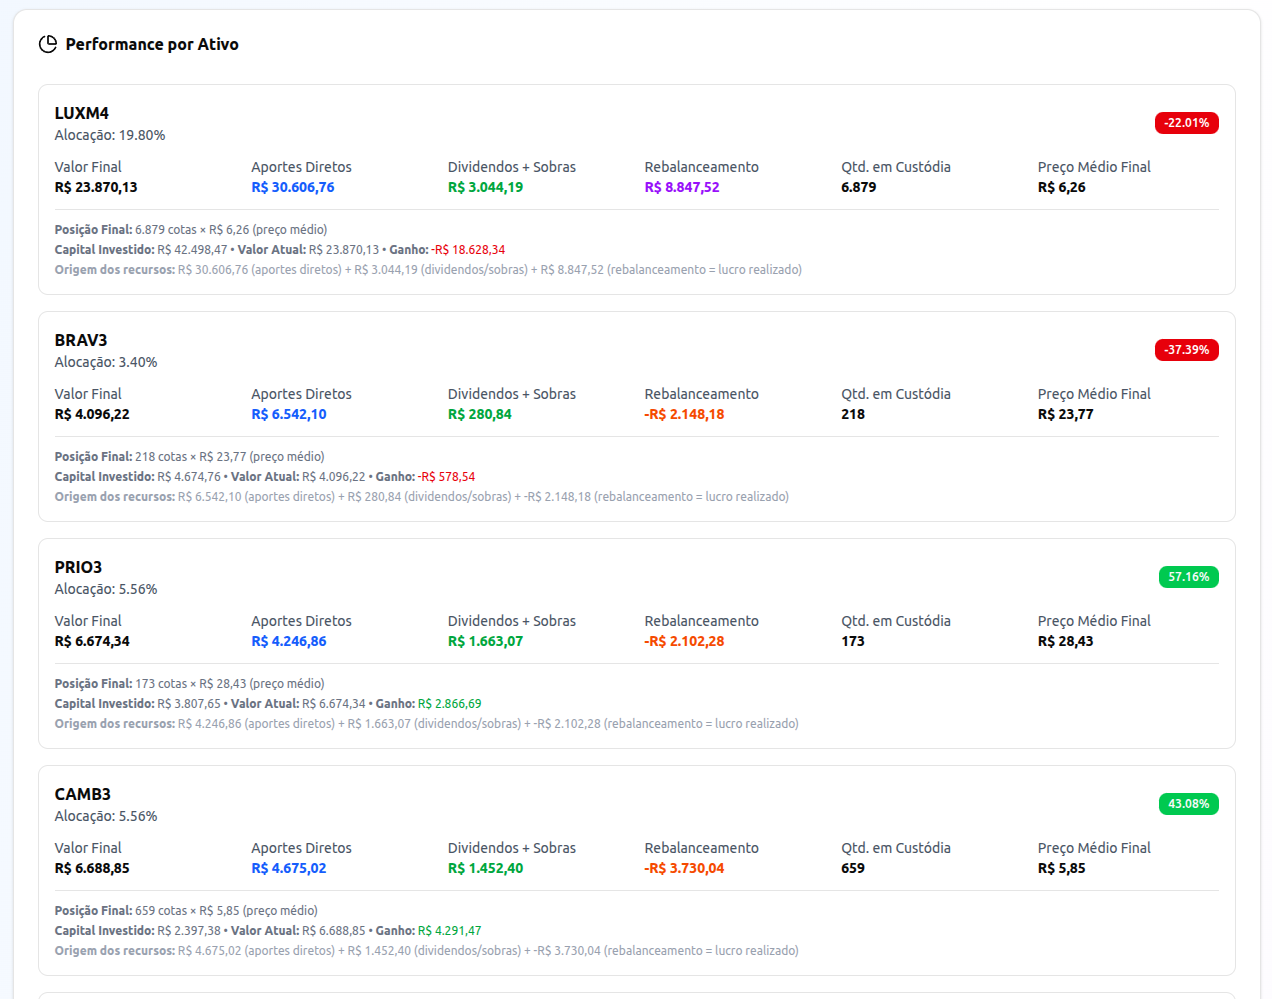 Performance por Ativo
LUXM4
Alocação: 19.80%
-22.01%
Valor Final Aportes Diretos Dividendos + Sobras Rebalanceamento Qtd. em Custódia Preço Médio Final
R$ 23.870,13 R$ 30.606,76 R$ 3.044,19 R$ 8.847,52 6.879 R$ 6,26
Posição Final: 6.879 cotas × R$ 6,26 (preço médio)
Capital Investido: R$ 42.498,47 • Valor Atual: R$ 23.870,13 • Ganho: -R$ 18.628,34
Origem dos recursos: R$ 30.606,76 (aportes diretos) + R$ 3.044,19 (dividendos/sobras) + R$ 8.847,52 (rebalanceamento = lucro realizado)
BRAV3
Alocação: 3.40%
-37.39%
Valor Final Aportes Diretos Dividendos + Sobras Rebalanceamento Qtd. em Custódia Preço Médio Final
R$ 4.096,22 R$ 6.542,10 R$ 280,84 -R$ 2.148,18 218 R$ 23,77
Posição Final: 218 cotas × R$ 23,77 (preço médio)
Capital Investido: R$ 4.674,76 • Valor Atual: R$ 4.096,22 • Ganho: -R$ 578,54
Origem dos recursos: R$ 6.542,10 (aportes diretos) + R$ 280,84 (dividendos/sobras) + -R$ 2.148,18 (rebalanceamento = lucro realizado)
PRIO3
Alocação: 5.56%
57.16%
Valor Final Aportes Diretos Dividendos + Sobras Rebalanceamento Qtd. em Custódia Preço Médio Final
R$ 6.674,34 R$ 4.246,86 R$ 1.663,07 -R$ 2.102,28 173 R$ 28,43
Posição Final: 173 cotas × R$ 28,43 (preço médio)
Capital Investido: R$ 3.807,65 • Valor Atual: R$ 6.674,34 • Ganho: R$ 2.866,69
Origem dos recursos: R$ 4.246,86 (aportes diretos) + R$ 1.663,07 (dividendos/sobras) + -R$ 2.102,28 (rebalanceamento = lucro realizado)
CAMB3
Alocação: 5.56%
43.08%
Valor Final Aportes Diretos Dividendos + Sobras Rebalanceamento Qtd. em Custódia Preço Médio Final
R$ 6.688,85 R$ 4.675,02 R$ 1.452,40 -R$ 3.730,04 659 R$ 5,85
Posição Final: 659 cotas × R$ 5,85 (preço médio)
Capital Investido: R$ 2.397,38 • Valor Atual: R$ 6.688,85 • Ganho: R$ 4.291,47
Origem dos recursos: R$ 4.675,02 (aportes diretos) + R$ 1.452,40 (dividendos/sobras) + -R$ 3.730,04 (rebalanceamento = lucro realizado)